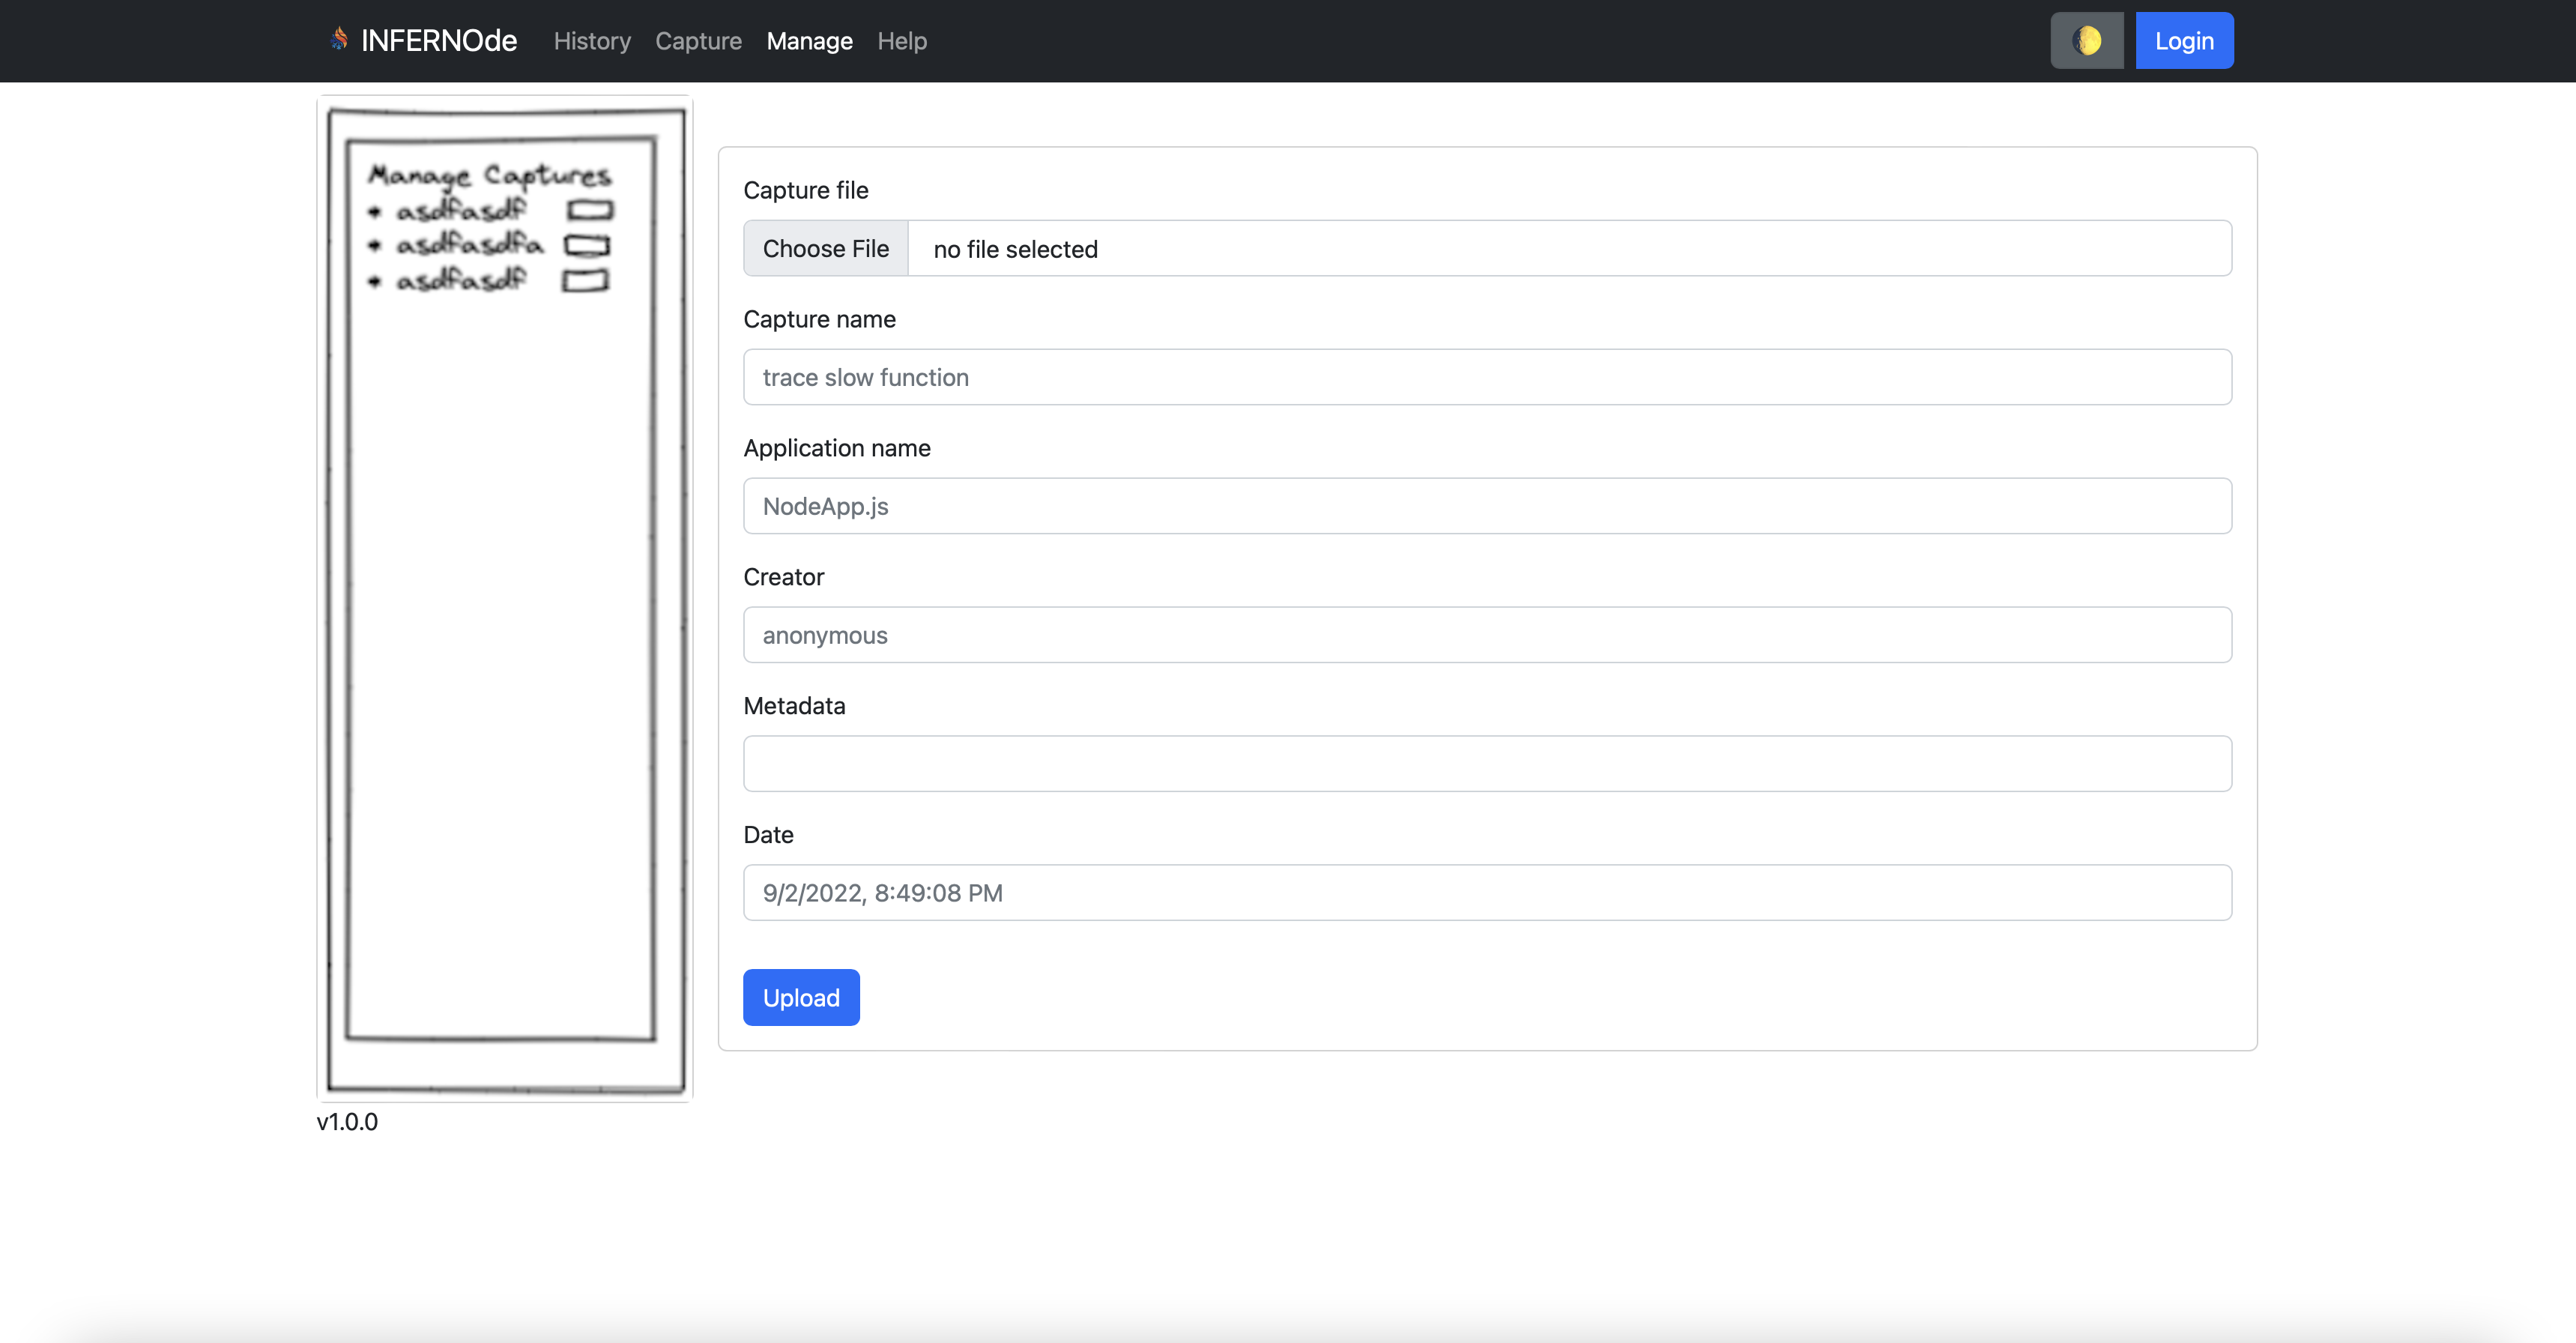 INFERNOde History Capture Manage Help Login
Manage Captures
asdfasdf
asdfasdfa
asdfasdf
Capture file
Choose File no file selected
Capture name
trace slow function
Application name
NodeApp.js
Creator
anonymous
Metadata
Date
9/2/2022, 8:49:08 PM
Upload
v1.0.0